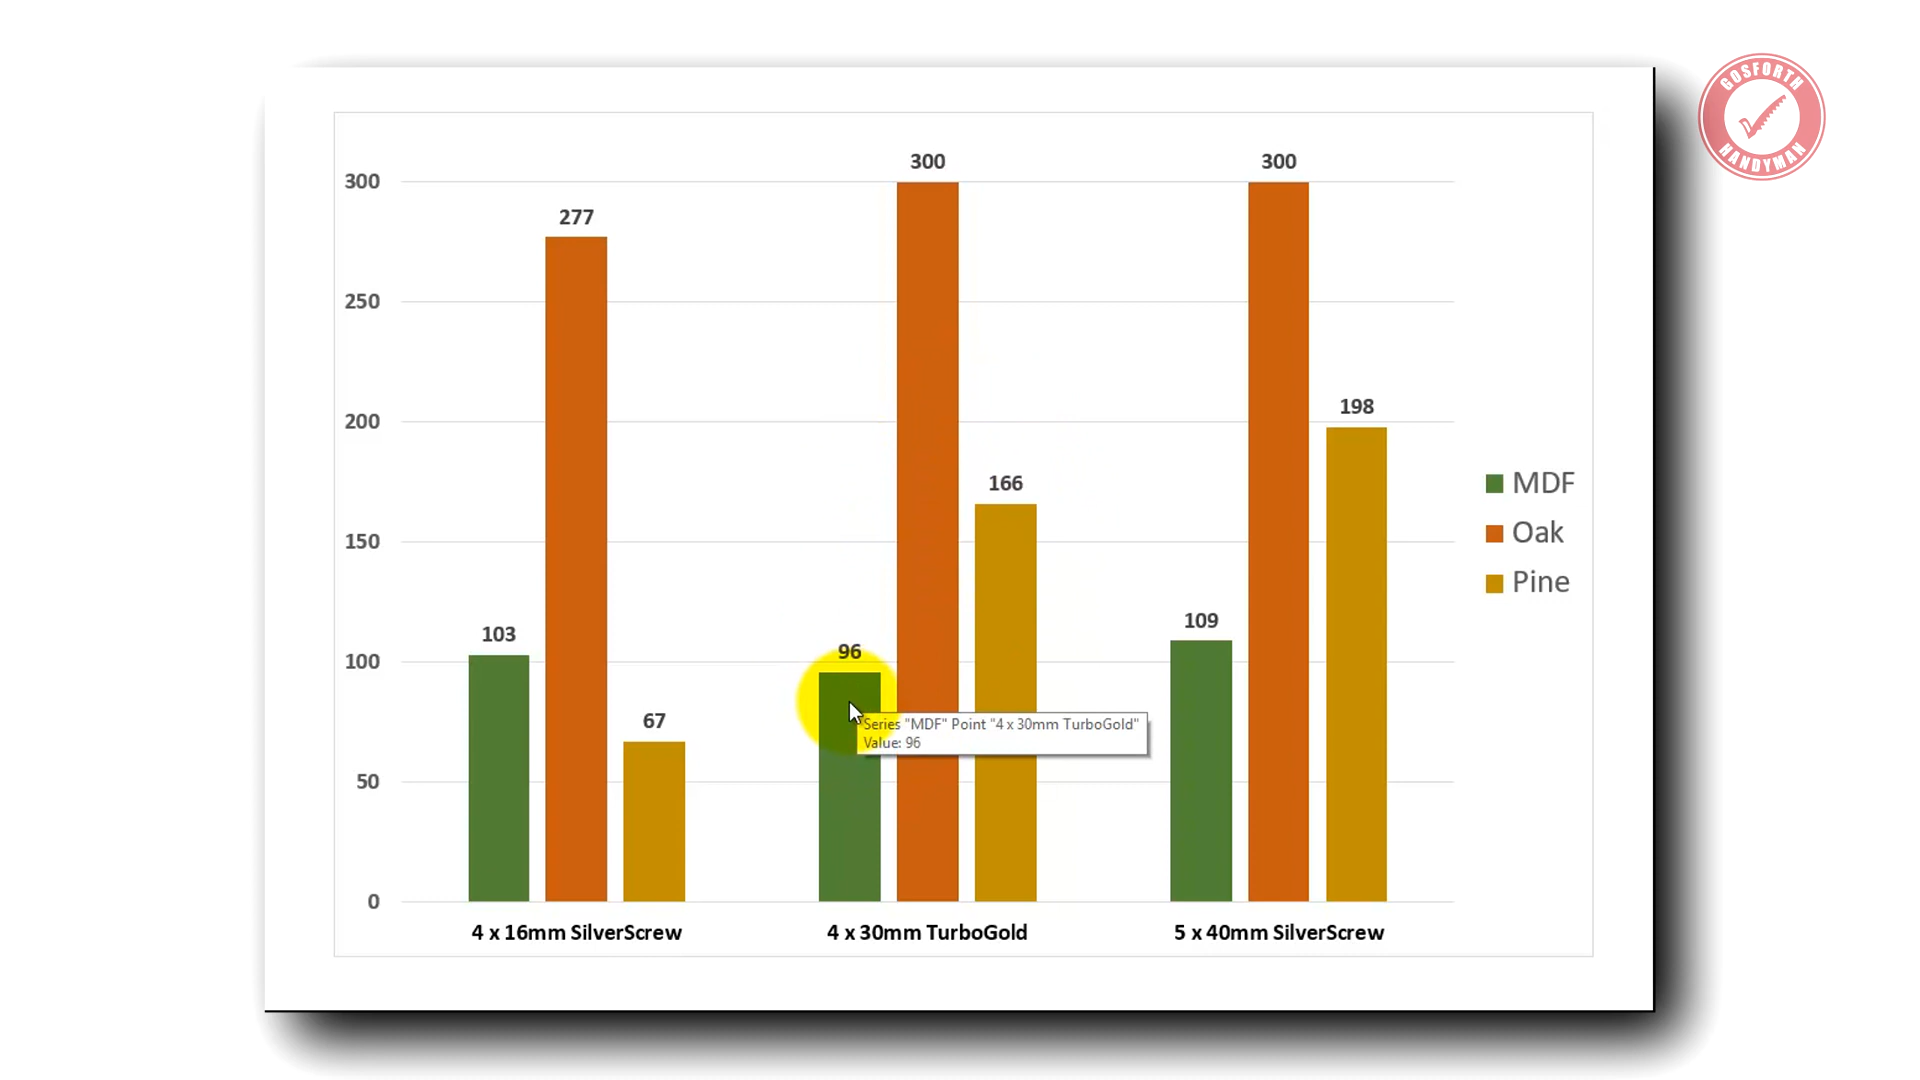 GOSFORTH
HANDYMAN
300
250
200
150
100
50
0
103
277
67
96
300
166
109
300
198
Series "MDF" Point "4 x 30mm TurboGold"
Value: 96
4 x 16mm SilverScrew
4 x 30mm TurboGold
5 x 40mm SilverScrew
MDF
Oak
Pine